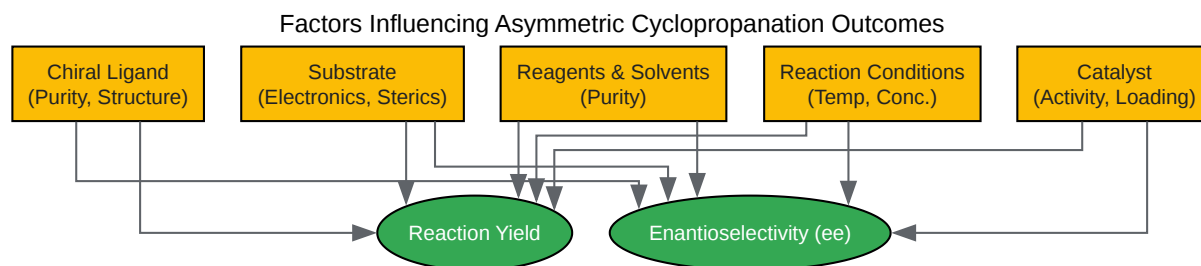 Factors Influencing Asymmetric Cyclopropanation Outcomes
Chiral Ligand
(Purity, Structure)
Substrate
(Electronics, Sterics)
Reagents & Solvents
(Purity)
Reaction Conditions
(Temp, Conc.)
Catalyst
(Activity, Loading)
Reaction Yield
Enantioselectivity (ee)